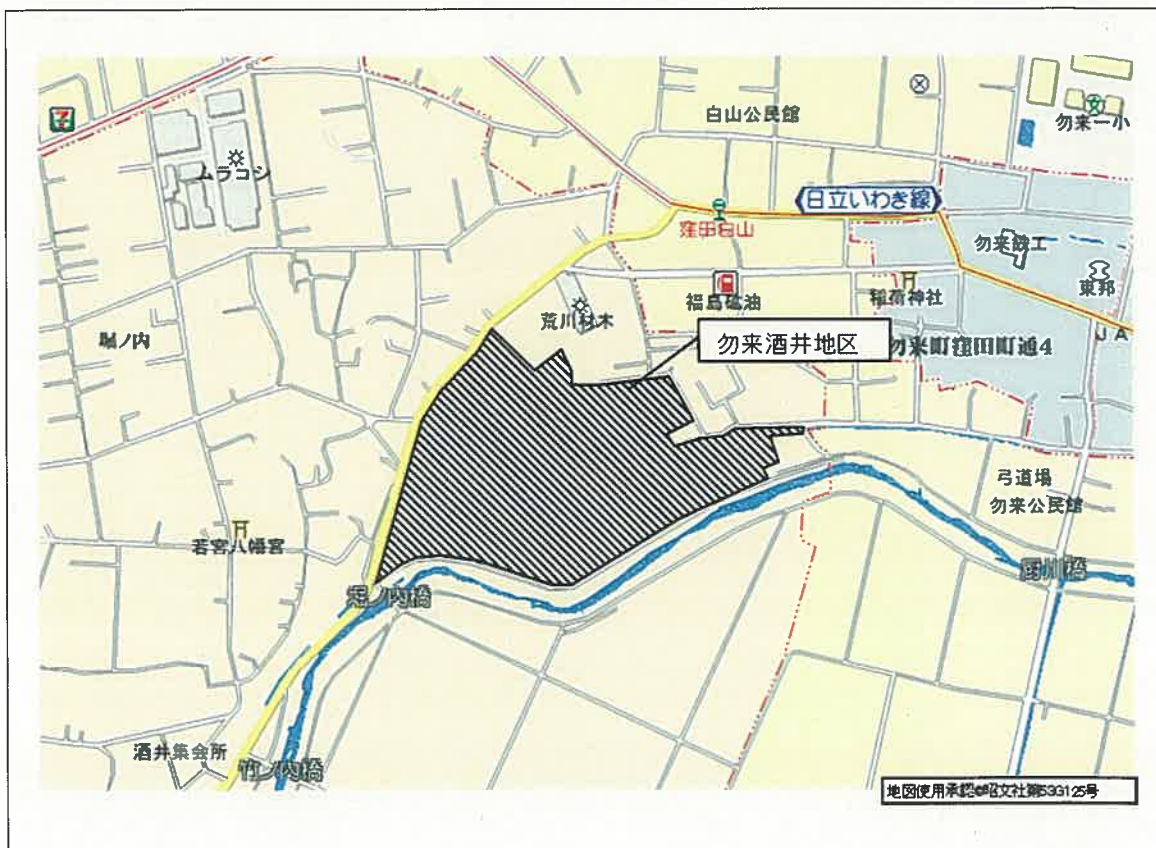 白山公民館
勿来一小
ムラコシ
日立いわき線
窪田白山
勿来鉄工
東邦
稲荷神社
福島砿油
荒川材木
JA
堀ノ内
勿来酒井地区
勿来町窪田町通4
弓道場
勿来公民館
若宮八幡宮
堀ノ内橋
酒井集会所
竹ノ内橋
地図使用承認©昭文社第53G125号